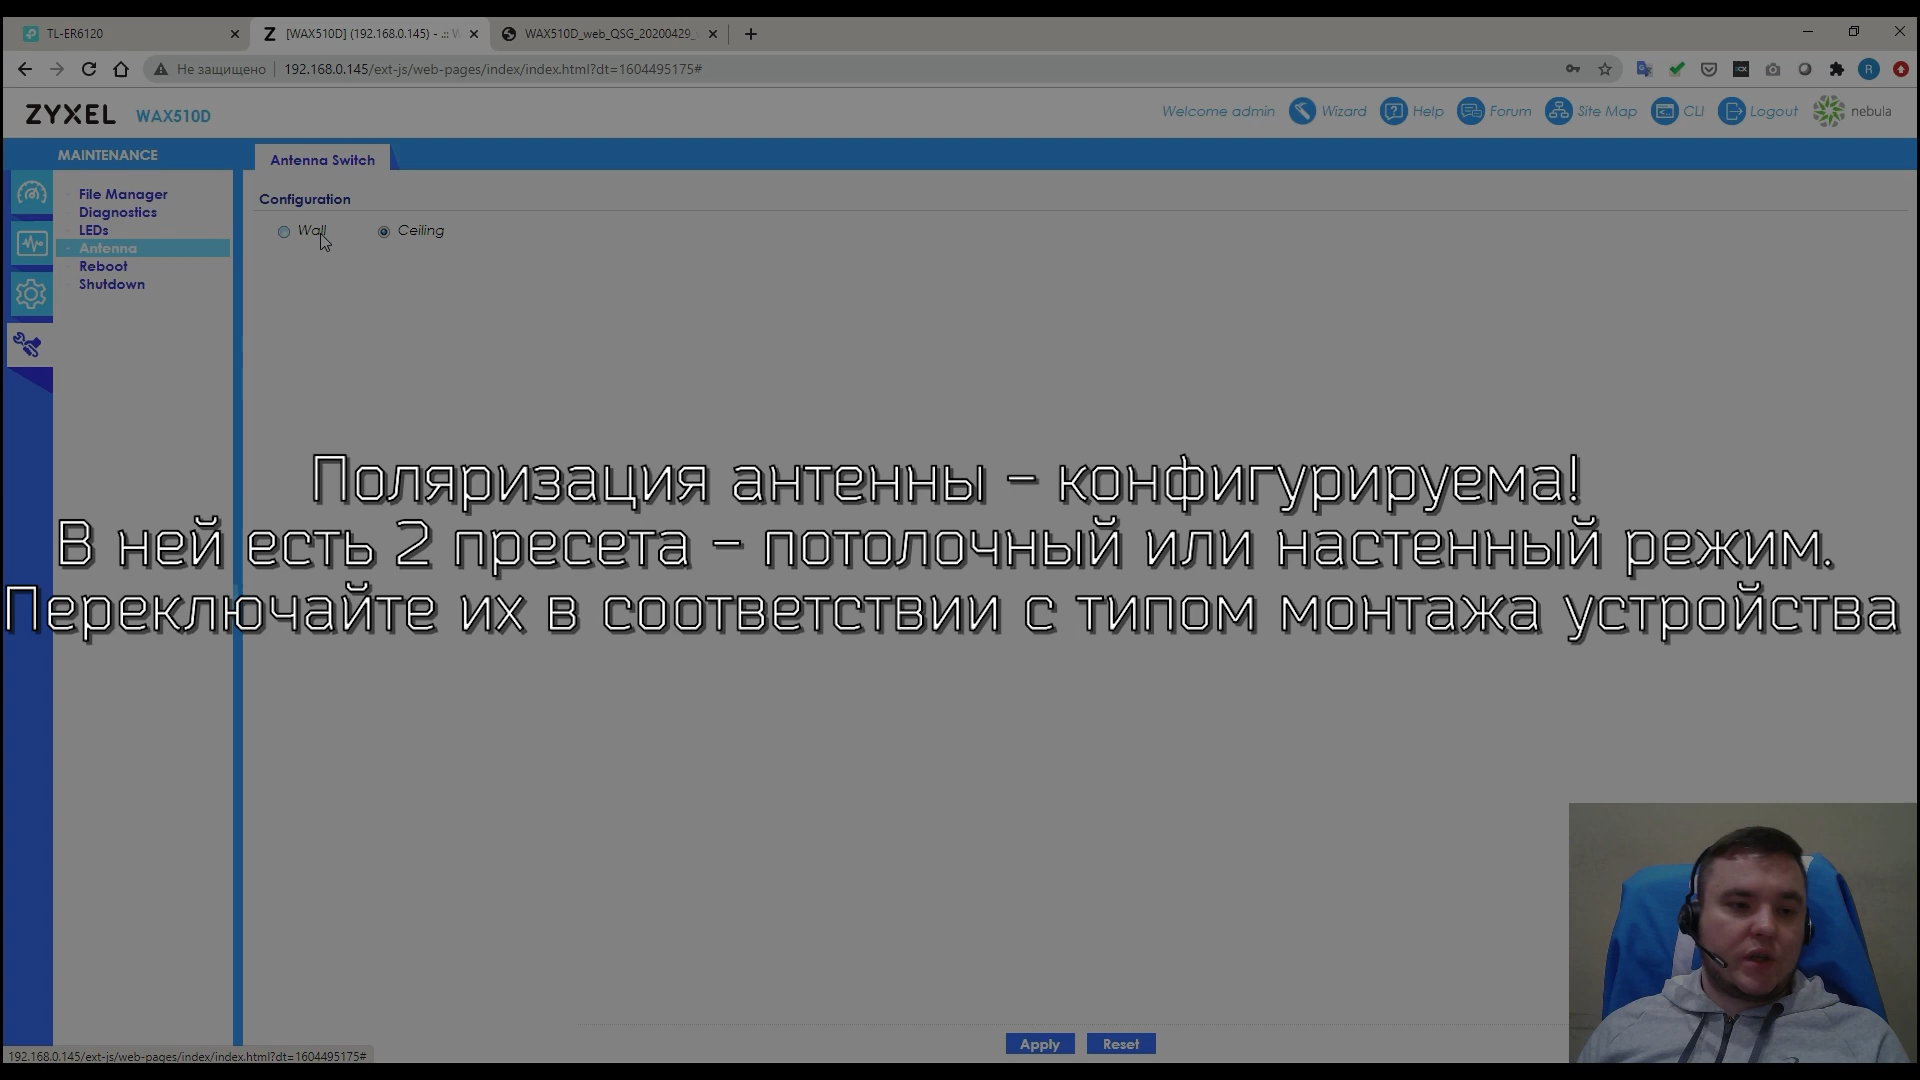 TL-ER6120
Z [WAX510D] (192.168.0.145) - .:: W
WAX510D_web_QSG_20200429_
Не защищено
192.168.0.145/ext-js/web-pages/index/index.html?dt=1604495175#
R
ZYXEL WAX510D
Welcome admin Wizard Help Forum Site Map CLI Logout nebula
MAINTENANCE
Antenna Switch
File Manager
Diagnostics
LEDs
Antenna
Reboot
Shutdown
Configuration
Wall Ceiling
Поляризация антенны – конфигурируема!
В ней есть 2 пресета – потолочный или настенный режим.
Переключайте их в соответствии с типом монтажа устройства
Apply Reset
192.168.0.145/ext-js/web-pages/index/index.html?dt=1604495175#